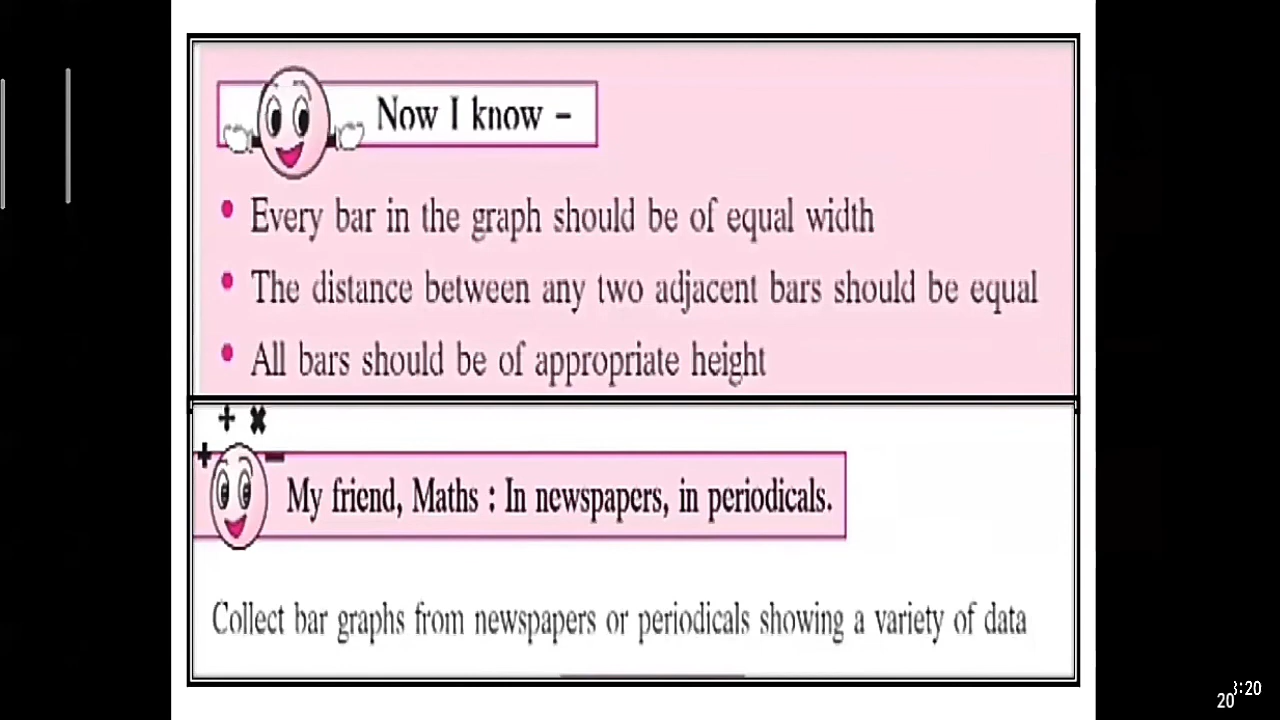 Now I know –
• Every bar in the graph should be of equal width
• The distance between any two adjacent bars should be equal
• All bars should be of appropriate height
+ ×
+ −
My friend, Maths : In newspapers, in periodicals.
Collect bar graphs from newspapers or periodicals showing a variety of data
:20
20